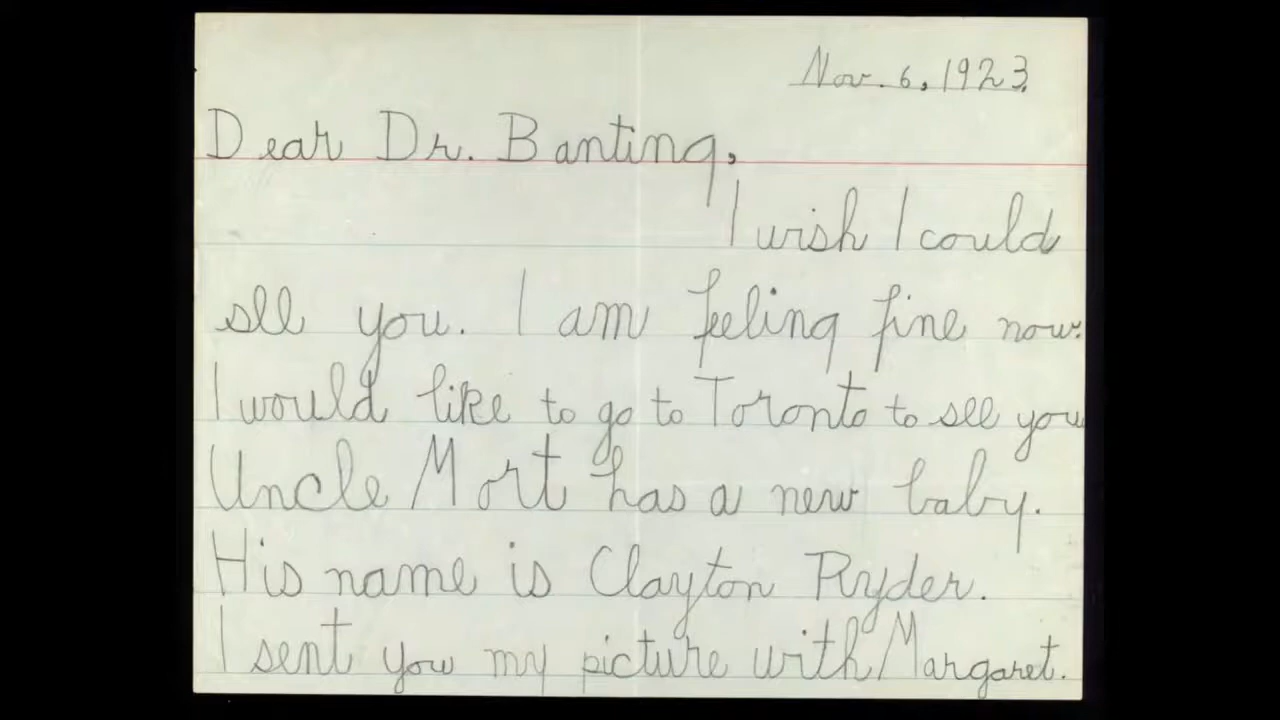 Nov. 6, 1923.
Dear Dr. Banting,
I wish I could
see you. I am feeling fine now.
I would like to go to Toronto to see you
Uncle Mort has a new baby.
His name is Clayton Ryder.
I sent you my picture with Margaret.